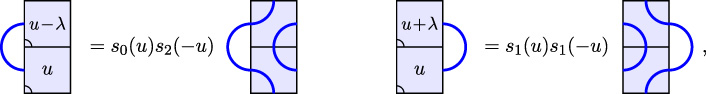 u−λ u = s₀(u)s₂(−u) u+λ u = s₁(u)s₁(−u) ,